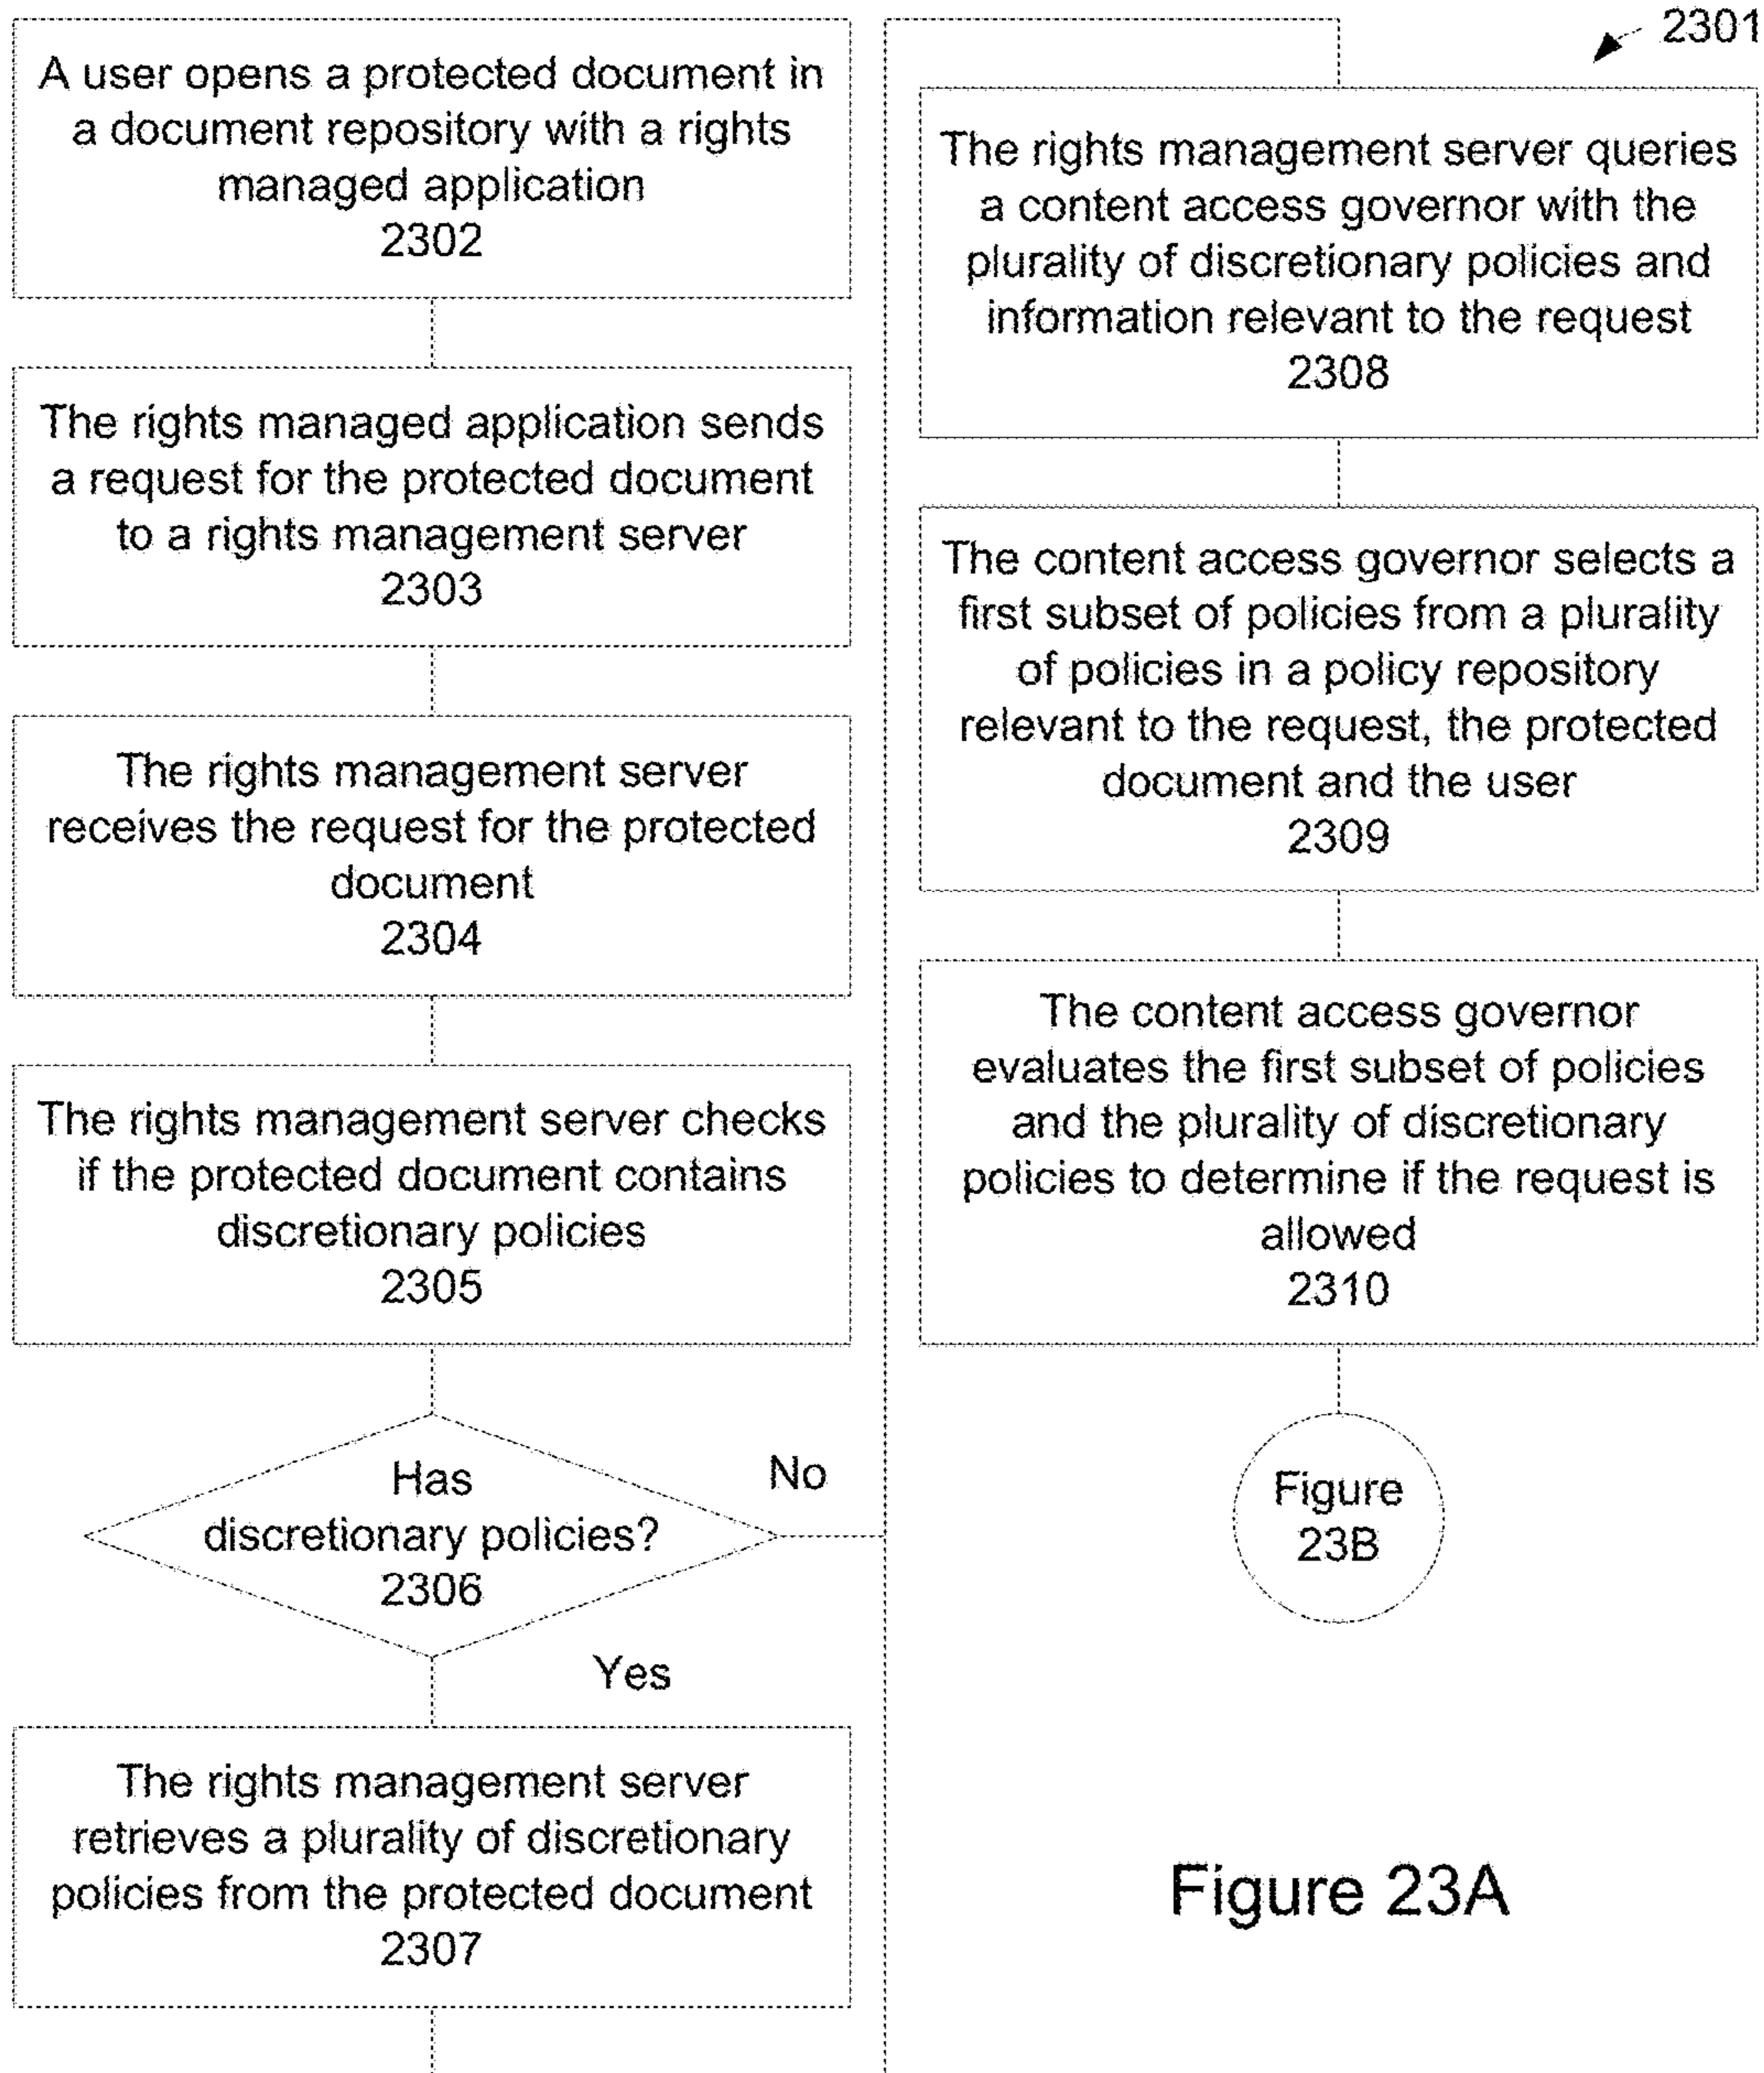 A user opens a protected document in
a document repository with a rights
managed application
2302
The rights managed application sends
a request for the protected document
to a rights management server
2303
The rights management server
receives the request for the protected
document
2304
The rights management server checks
if the protected document contains
discretionary policies
2305
Has
discretionary policies?
2306
No
Yes
The rights management server
retrieves a plurality of discretionary
policies from the protected document
2307
2301
The rights management server queries
a content access governor with the
plurality of discretionary policies and
information relevant to the request
2308
The content access governor selects a
first subset of policies from a plurality
of policies in a policy repository
relevant to the request, the protected
document and the user
2309
The content access governor
evaluates the first subset of policies
and the plurality of discretionary
policies to determine if the request is
allowed
2310
Figure
23B
Figure 23A